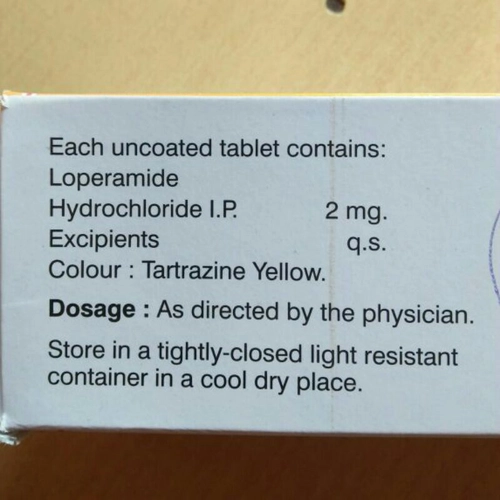 Each uncoated tablet contains:
Loperamide
Hydrochloride I.P. 2 mg.
Excipients q.s.
Colour : Tartrazine Yellow.
Dosage : As directed by the physician.
Store in a tightly-closed light resistant
container in a cool dry place.